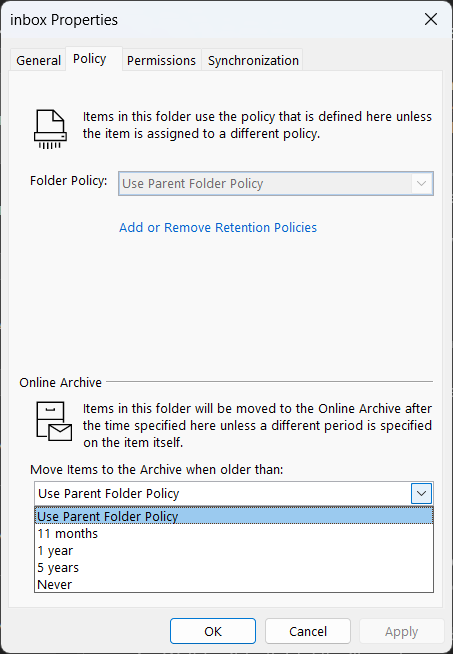 inbox Properties
General
Policy
Permissions
Synchronization
Items in this folder use the policy that is defined here unless
the item is assigned to a different policy.
Folder Policy:
Use Parent Folder Policy
Add or Remove Retention Policies
Online Archive
Items in this folder will be moved to the Online Archive after
the time specified here unless a different period is specified
on the item itself.
Move Items to the Archive when older than:
Use Parent Folder Policy
Use Parent Folder Policy
11 months
1 year
5 years
Never
OK
Cancel
Apply